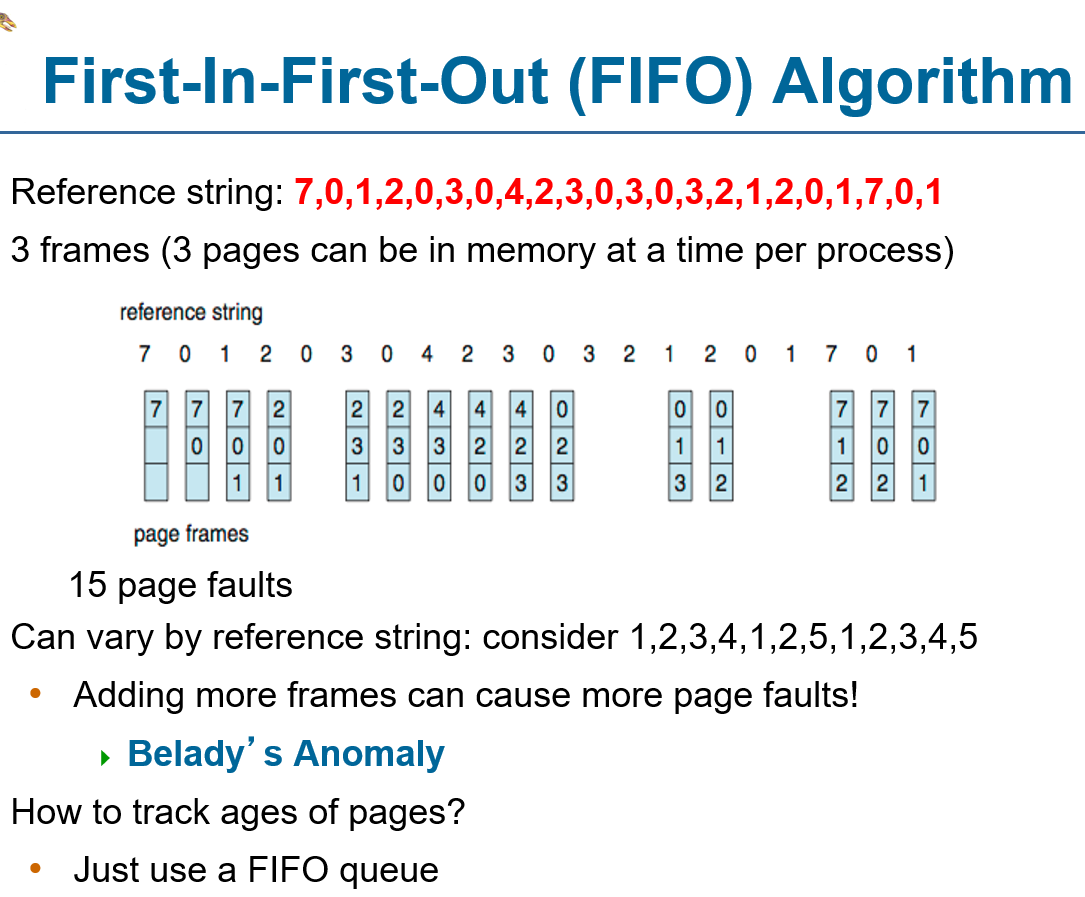 First-In-First-Out (FIFO) Algorithm
Reference string: 7,0,1,2,0,3,0,4,2,3,0,3,0,3,2,1,2,0,1,7,0,1
3 frames (3 pages can be in memory at a time per process)
reference string
7 0 1 2 0 3 0 4 2 3 0 3 2 1 2 0 1 7 0 1
7 7 7 2 2 2 4 4 4 0 0 0 7 7 7
0 0 0 3 3 3 2 2 2 1 1 1 0 0
1 1 1 0 0 0 3 3 3 2 2 2 1
page frames
15 page faults
Can vary by reference string: consider 1,2,3,4,1,2,5,1,2,3,4,5
• Adding more frames can cause more page faults!
Belady’s Anomaly
How to track ages of pages?
• Just use a FIFO queue